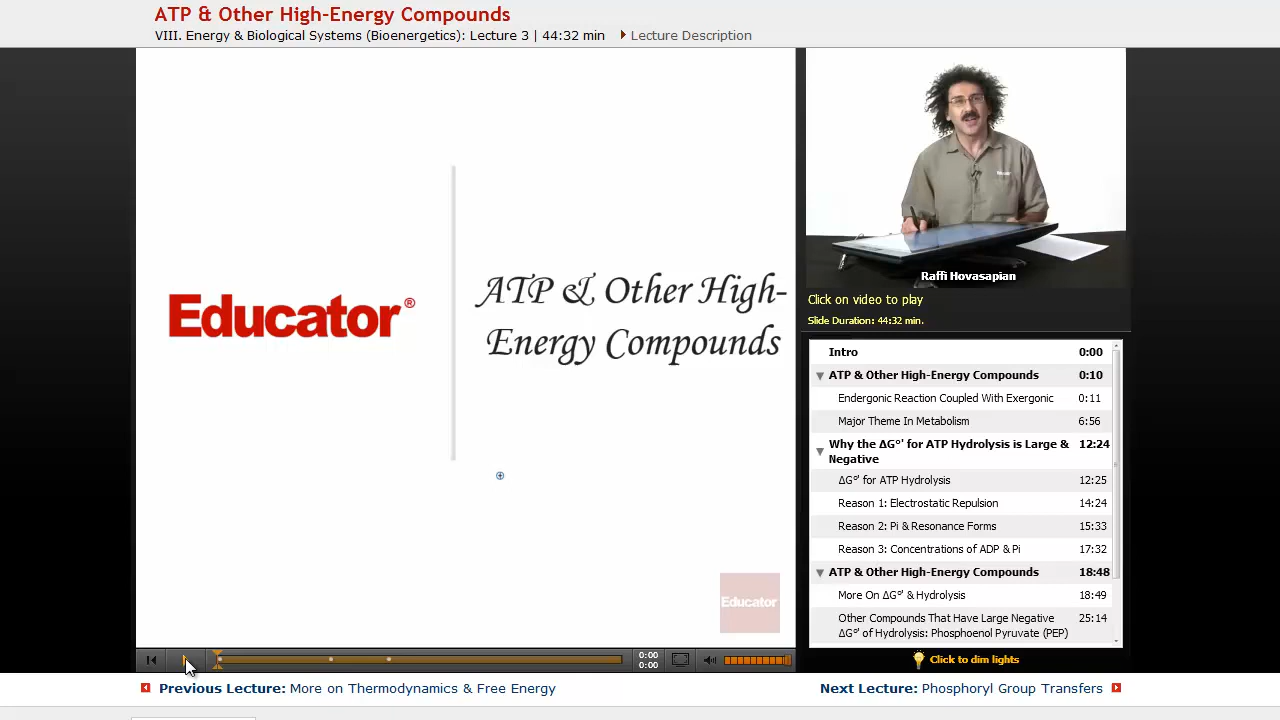 ATP & Other High-Energy Compounds
VIII. Energy & Biological Systems (Bioenergetics): Lecture 3 | 44:32 min
Lecture Description
Educator®
ATP & Other High-
Energy Compounds
Educator
Educator
Raffi Hovasapian
Click on video to play
Slide Duration: 44:32 min.
Intro 0:00
ATP & Other High-Energy Compounds 0:10
Endergonic Reaction Coupled With Exergonic 0:11
Major Theme In Metabolism 6:56
Why the ΔG°' for ATP Hydrolysis is Large & 12:24
Negative
ΔG°' for ATP Hydrolysis 12:25
Reason 1: Electrostatic Repulsion 14:24
Reason 2: Pi & Resonance Forms 15:33
Reason 3: Concentrations of ADP & Pi 17:32
ATP & Other High-Energy Compounds 18:48
More On ΔG°' & Hydrolysis 18:49
Other Compounds That Have Large Negative 25:14
ΔG°' of Hydrolysis: Phosphoenol Pyruvate (PEP)
0:00
0:00
Click to dim lights
Previous Lecture: More on Thermodynamics & Free Energy
Next Lecture: Phosphoryl Group Transfers